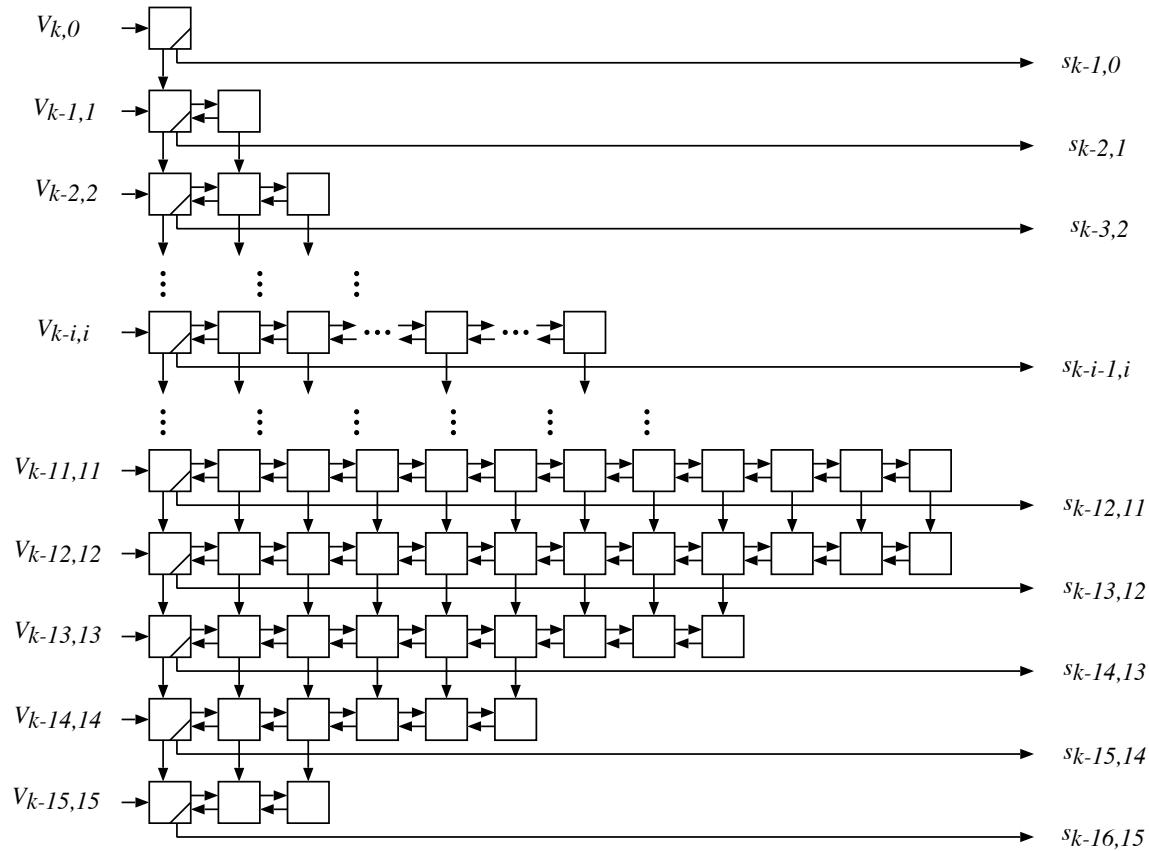 V_{k,0}
s_{k-1,0}
V_{k-1,1}
s_{k-2,1}
V_{k-2,2}
s_{k-3,2}
V_{k-i,i}
s_{k-i-1,i}
V_{k-11,11}
s_{k-12,11}
V_{k-12,12}
s_{k-13,12}
V_{k-13,13}
s_{k-14,13}
V_{k-14,14}
s_{k-15,14}
V_{k-15,15}
s_{k-16,15}